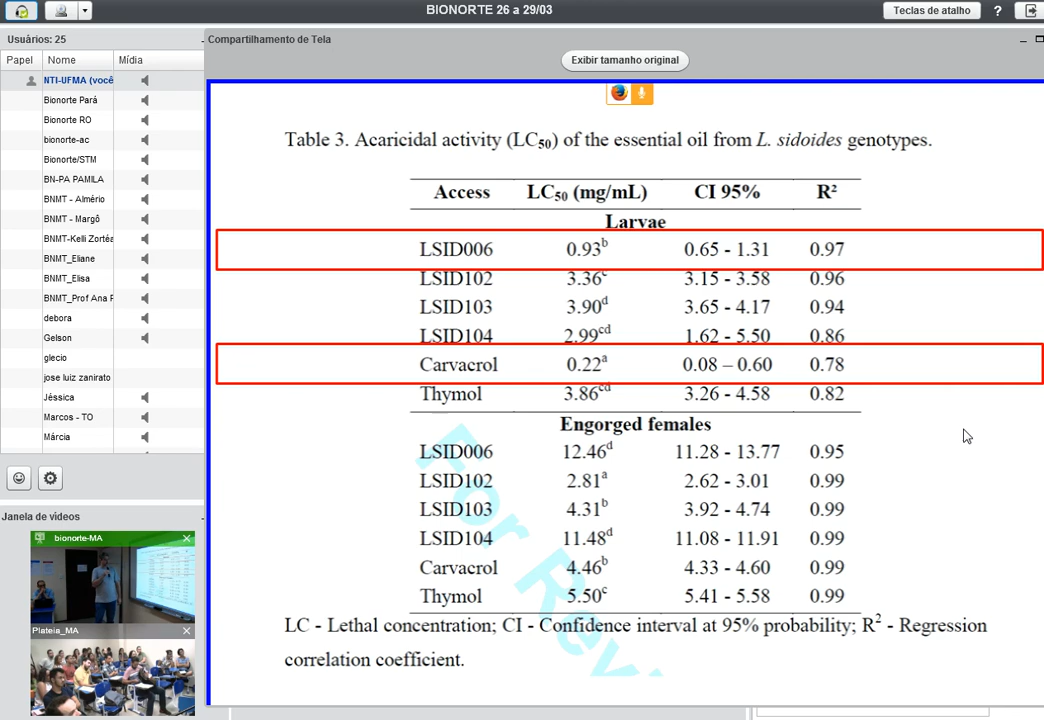 BIONORTE 26 a 29/03
Teclas de atalho
?
Usuários: 25
Papel Nome Mídia
NTI-UFMA (você
Bionorte Pará
Bionorte RO
bionorte-ac
Bionorte/STM
BN-PA PAMILA
BNMT - Almério
BNMT - Margô
BNMT-Kelli Zortéa
BNMT_Eliane
BNMT_Elisa
BNMT_Prof Ana F
debora
Gelson
glecio
jose luiz zanirato
Jéssica
Marcos - TO
Márcia
Janela de videos
bionorte-MA
Plateia_MA
Compartilhamento de Tela
Exibir tamanho original
Table 3. Acaricidal activity (LC₅₀) of the essential oil from L. sidoides genotypes.
Access LC₅₀ (mg/mL) CI 95% R²
Larvae
LSID006 0.93ᵇ 0.65 - 1.31 0.97
LSID102 3.36ᶜ 3.15 - 3.58 0.96
LSID103 3.90ᵈ 3.65 - 4.17 0.94
LSID104 2.99ᶜᵈ 1.62 - 5.50 0.86
Carvacrol 0.22ᵃ 0.08 – 0.60 0.78
Thymol 3.86ᶜᵈ 3.26 - 4.58 0.82
Engorged females
LSID006 12.46ᵈ 11.28 - 13.77 0.95
LSID102 2.81ᵃ 2.62 - 3.01 0.99
LSID103 4.31ᵇ 3.92 - 4.74 0.99
LSID104 11.48ᵈ 11.08 - 11.91 0.99
Carvacrol 4.46ᵇ 4.33 - 4.60 0.99
Thymol 5.50ᶜ 5.41 - 5.58 0.99
LC - Lethal concentration; CI - Confidence interval at 95% probability; R² - Regression
correlation coefficient.
For Revi